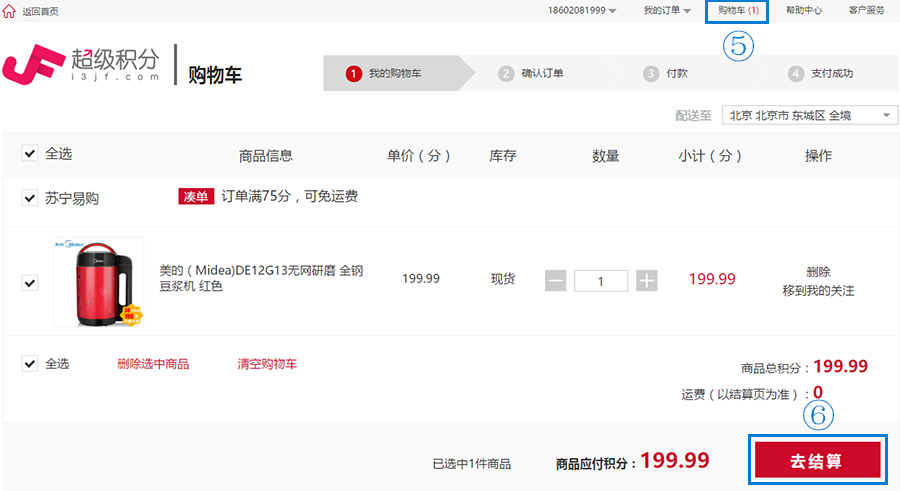 返回首页 18602081999 我的订单 购物车 (1) 帮助中心 客户服务
⑤
JF 超级积分 购物车 1 我的购物车 2 确认订单 3 付款 4 支付成功
i3jf.com
配送至 北京 北京市 东城区 全境
全选 商品信息 单价（分） 库存 数量 小计（分） 操作
苏宁易购 凑单 订单满75分，可免运费
美的 Midea
美的（Midea)DE12G13无网研磨 全钢
豆浆机 红色
199.99 现货 － 1 ＋ 199.99
删除
移到我的关注
全选 删除选中商品 清空购物车
商品总积分：199.99
运费（以结算页为准）：0
⑥
已选中1件商品 商品应付积分：199.99 去结算